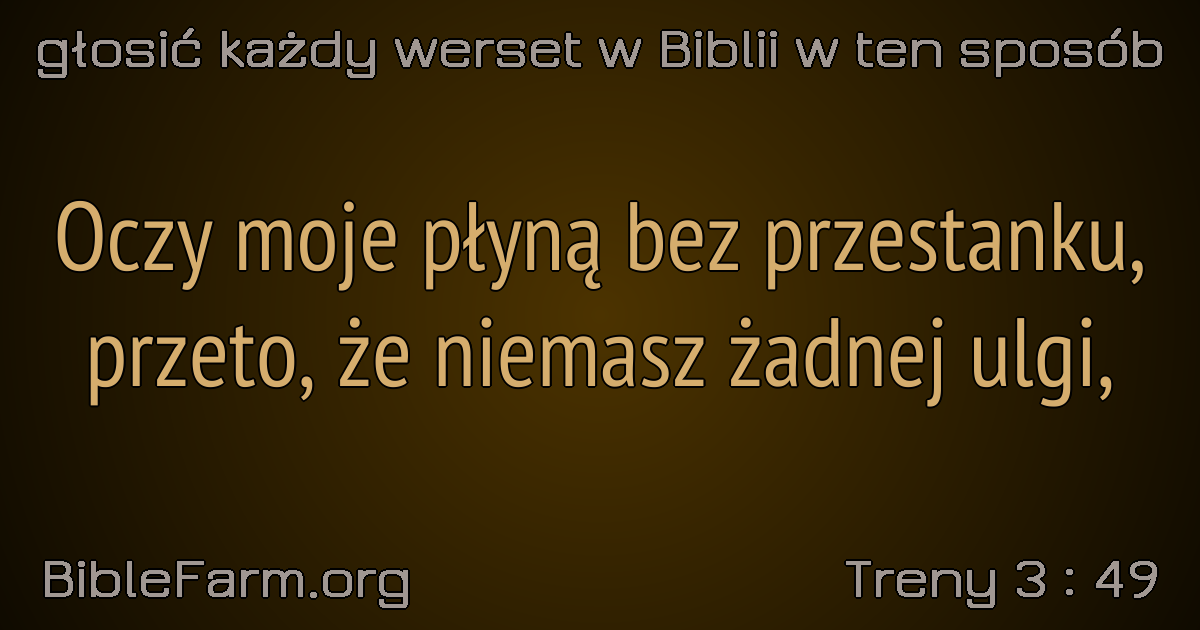 głosić każdy werset w Biblii w ten sposób
Oczy moje płyną bez przestanku,
przeto, że niemasz żadnej ulgi,
BibleFarm.org
Treny 3 : 49